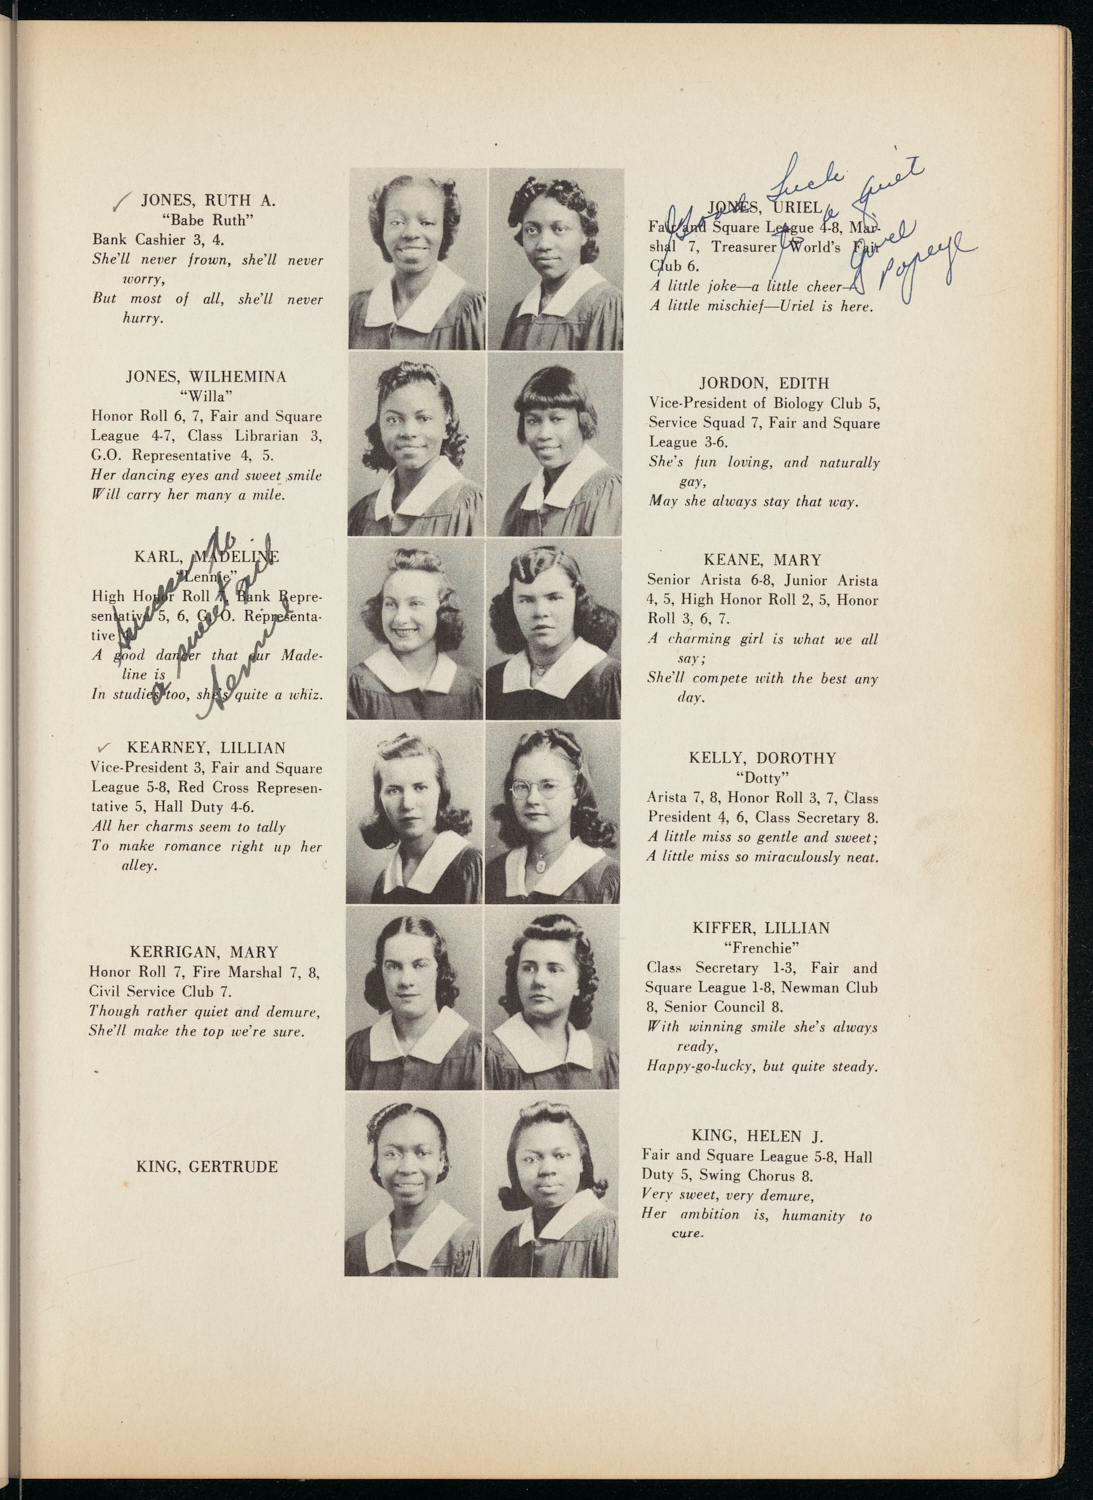 JONES, RUTH A.
"Babe Ruth"
Bank Cashier 3, 4.
She'll never frown, she'll never
worry,
But most of all, she'll never
hurry.
JONES, WILHEMINA
"Willa"
Honor Roll 6, 7, Fair and Square
League 4-7, Class Librarian 3,
G.O. Representative 4, 5.
Her dancing eyes and sweet smile
Will carry her many a mile.
KARL, MADELINE
"Lennie"
High Honor Roll 7, Bank Repre-
sentative 5, 6, G.O. Representa-
tive
A good dancer that our Made-
line is
In studies too, she's quite a whiz.
Success to
a sweet girl
Lennie
KEARNEY, LILLIAN
Vice-President 3, Fair and Square
League 5-8, Red Cross Represen-
tative 5, Hall Duty 4-6.
All her charms seem to tally
To make romance right up her
alley.
KERRIGAN, MARY
Honor Roll 7, Fire Marshal 7, 8,
Civil Service Club 7.
Though rather quiet and demure,
She'll make the top we're sure.
KING, GERTRUDE
JONES, URIEL
Fair and Square League 4-8, Mar-
shal 7, Treasurer World's Fair
Club 6.
A little joke—a little cheer—
A little mischief—Uriel is here.
Good Luck
to a quiet
Popeye
JORDON, EDITH
Vice-President of Biology Club 5,
Service Squad 7, Fair and Square
League 3-6.
She's fun loving, and naturally
gay,
May she always stay that way.
KEANE, MARY
Senior Arista 6-8, Junior Arista
4, 5, High Honor Roll 2, 5, Honor
Roll 3, 6, 7.
A charming girl is what we all
say;
She'll compete with the best any
day.
KELLY, DOROTHY
"Dotty"
Arista 7, 8, Honor Roll 3, 7, Class
President 4, 6, Class Secretary 8.
A little miss so gentle and sweet;
A little miss so miraculously neat.
KIFFER, LILLIAN
"Frenchie"
Class Secretary 1-3, Fair and
Square League 1-8, Newman Club
8, Senior Council 8.
With winning smile she's always
ready,
Happy-go-lucky, but quite steady.
KING, HELEN J.
Fair and Square League 5-8, Hall
Duty 5, Swing Chorus 8.
Very sweet, very demure,
Her ambition is, humanity to
cure.